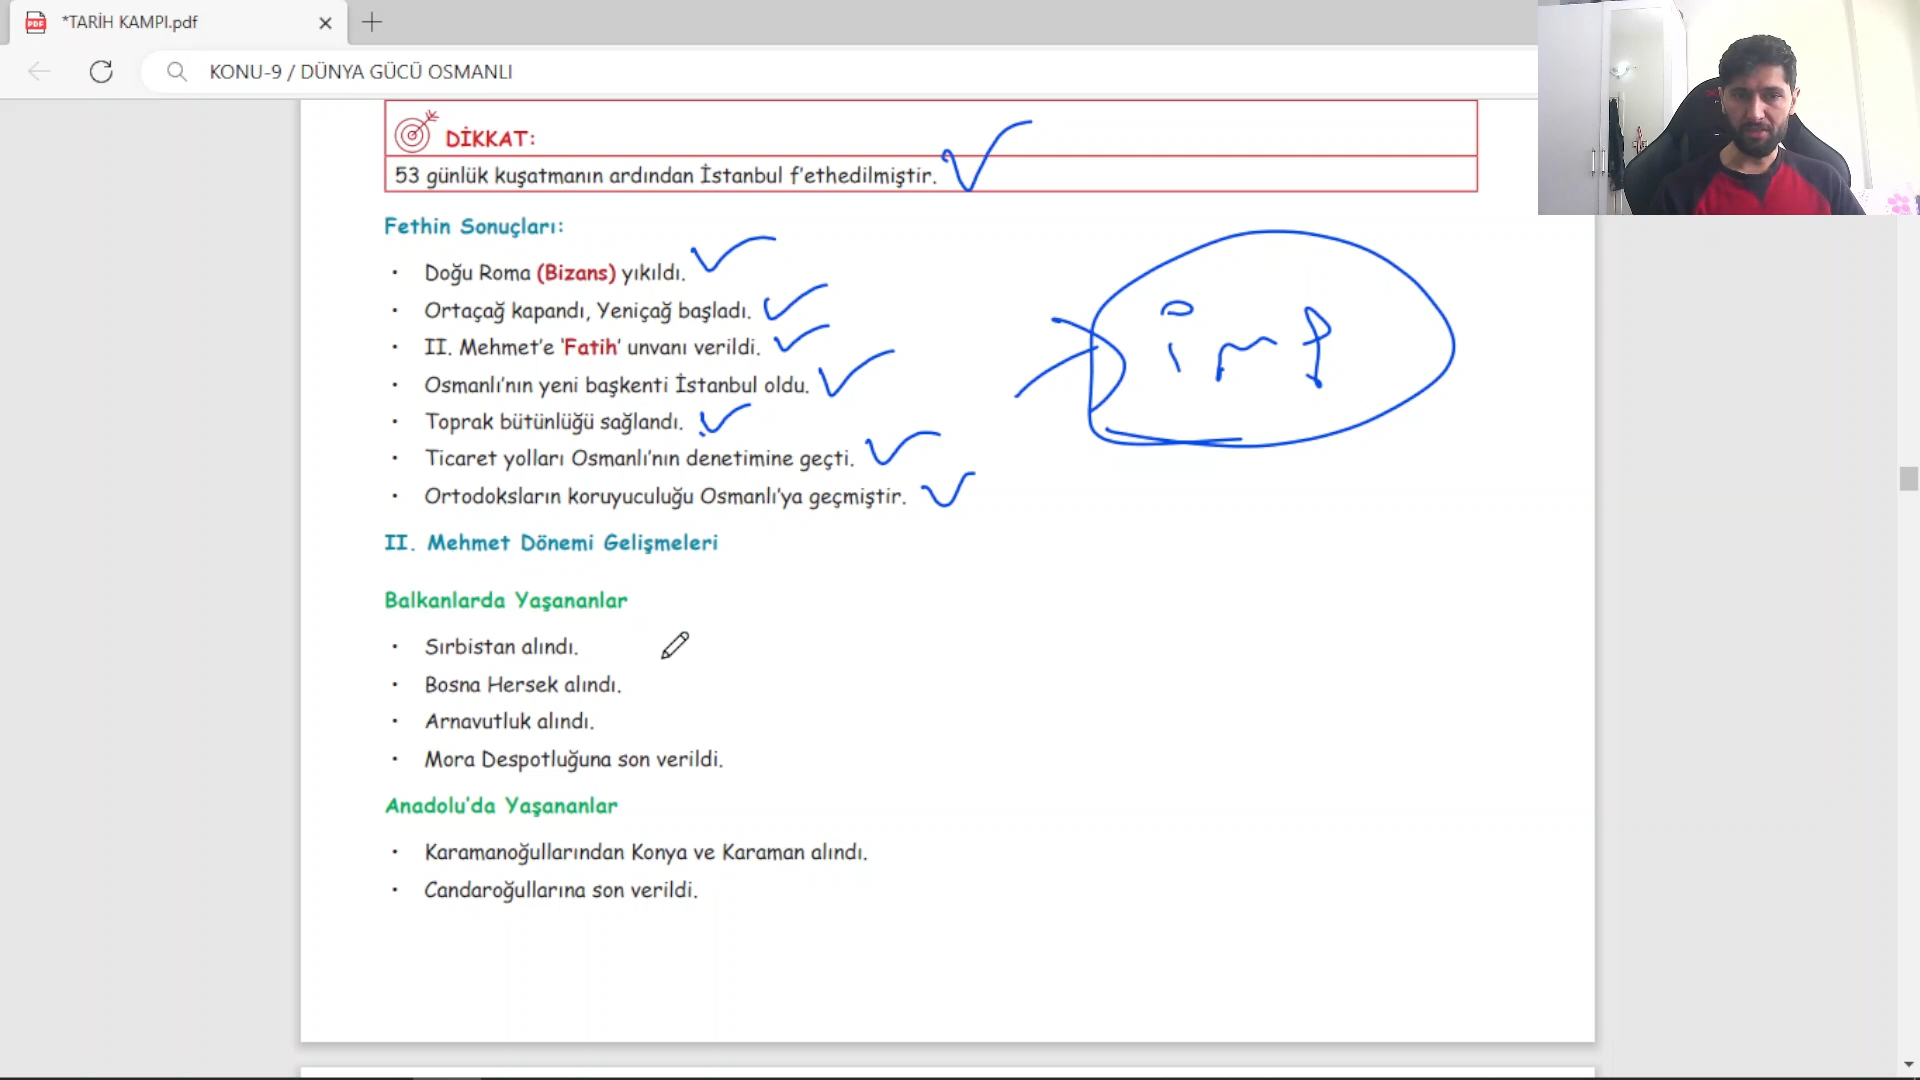 *TARİH KAMPI.pdf
KONU-9 / DÜNYA GÜCÜ OSMANLI
DİKKAT:
53 günlük kuşatmanın ardından İstanbul f'ethedilmiştir.
Fethin Sonuçları:
• Doğu Roma (Bizans) yıkıldı.
• Ortaçağ kapandı, Yeniçağ başladı.
• II. Mehmet'e 'Fatih' unvanı verildi.
• Osmanlı'nın yeni başkenti İstanbul oldu.
• Toprak bütünlüğü sağlandı.
• Ticaret yolları Osmanlı'nın denetimine geçti.
• Ortodoksların koruyuculuğu Osmanlı'ya geçmiştir.
imp
II. Mehmet Dönemi Gelişmeleri
Balkanlarda Yaşananlar
• Sırbistan alındı.
• Bosna Hersek alındı.
• Arnavutluk alındı.
• Mora Despotluğuna son verildi.
Anadolu'da Yaşananlar
• Karamanoğullarından Konya ve Karaman alındı.
• Candaroğullarına son verildi.